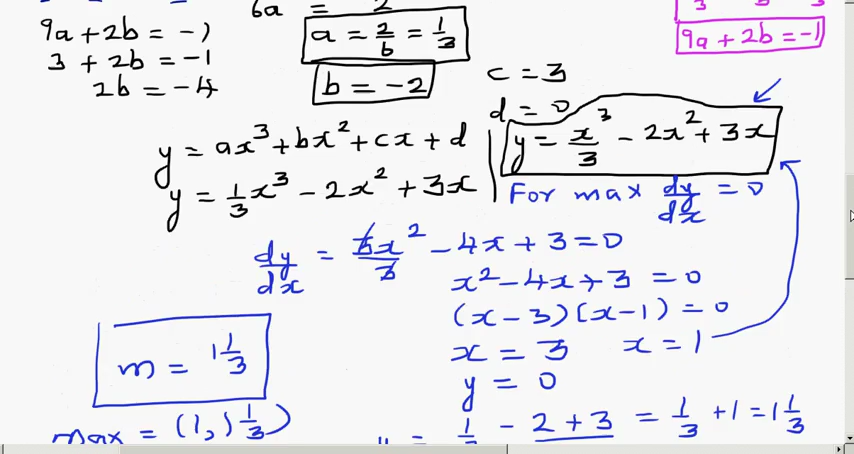 6a = 2
9a + 2b = -1
3 + 2b = -1
2b = -4
a = 2/6 = 1/3
b = -2
9a + 2b = -1
c = 3
d = 0
y = ax³ + bx² + cx + d
y = 1/3 x³ - 2x² + 3x
y = x³/3 - 2x² + 3x
For max dy/dx = 0
dy/dx = 3x²/3 - 4x + 3 = 0
x² - 4x + 3 = 0
(x - 3)(x - 1) = 0
x = 3 x = 1
y = 0
m = 1 1/3
max = (1, 1 1/3)
- 2 + 3 = 1/3 + 1 = 1 1/3